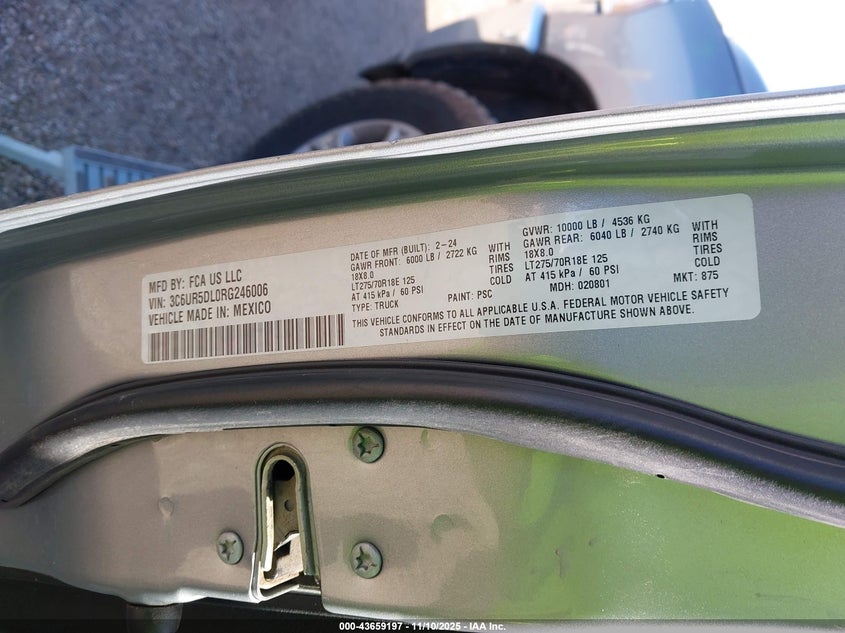 MFD BY: FCA US LLC
VIN: 3C6UR5DL0RG246006
VEHICLE MADE IN: MEXICO
DATE OF MFR (BUILT): 2-24
GAWR FRONT: 6000 LB / 2722 KG WITH
18X8.0 RIMS
LT275/70R18E 125 TIRES
AT 415 kPa / 60 PSI COLD
TYPE: TRUCK PAINT: PSC
GVWR: 10000 LB / 4536 KG
GAWR REAR: 6040 LB / 2740 KG WITH
18X8.0 RIMS
LT275/70R18E 125 TIRES
AT 415 kPa / 60 PSI COLD
MDH: 020801 MKT: 875
THIS VEHICLE CONFORMS TO ALL APPLICABLE U.S.A. FEDERAL MOTOR VEHICLE SAFETY
STANDARDS IN EFFECT ON THE DATE OF MANUFACTURE SHOWN ABOVE.
000-43659197 - 11/10/2025 - IAA Inc.